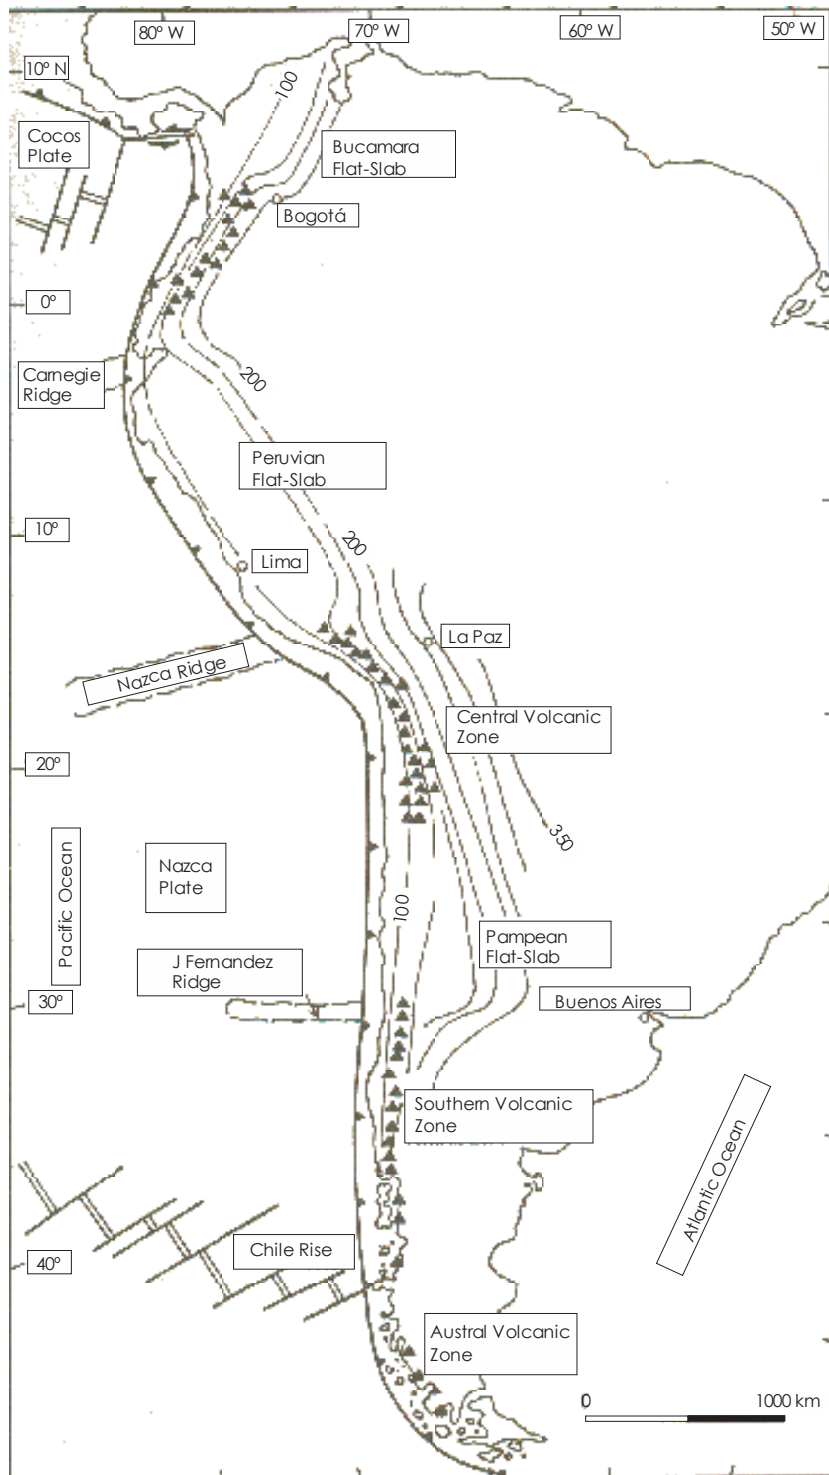 80° W
70° W
60° W
50° W
10° N
100
Cocos
Plate
Bucamara
Flat-Slab
Bogotá
0°
Carnegie
Ridge
200
Peruvian
Flat-Slab
10°
200
Lima
La Paz
Nazca Ridge
Central Volcanic
Zone
20°
350
Pacific Ocean
Nazca
Plate
100
Pampean
Flat-Slab
J Fernandez
Ridge
30°
Buenos Aires
Southern Volcanic
Zone
Atlantic Ocean
Chile Rise
40°
Austral Volcanic
Zone
0
1000 km